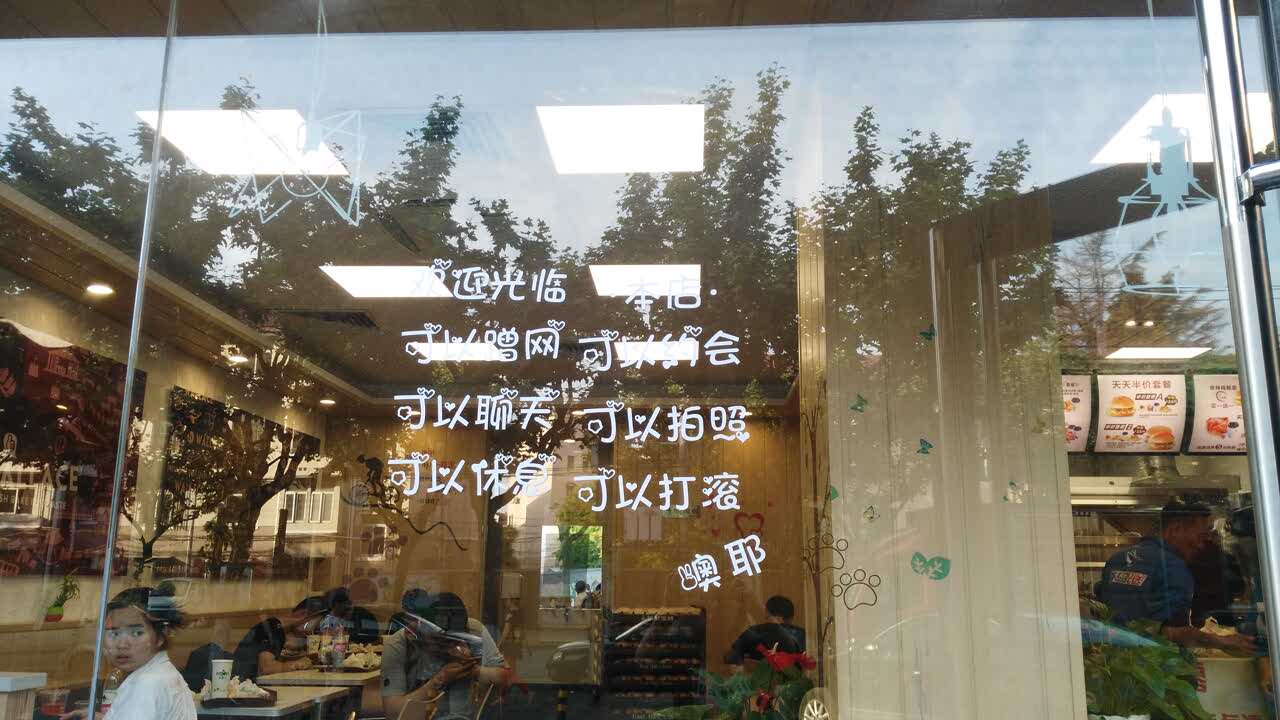 欢迎光临 本店.
可以蹭网 可以约会
可以聊天 可以拍照
可以休息 可以打滚
噢耶
天天半价套餐